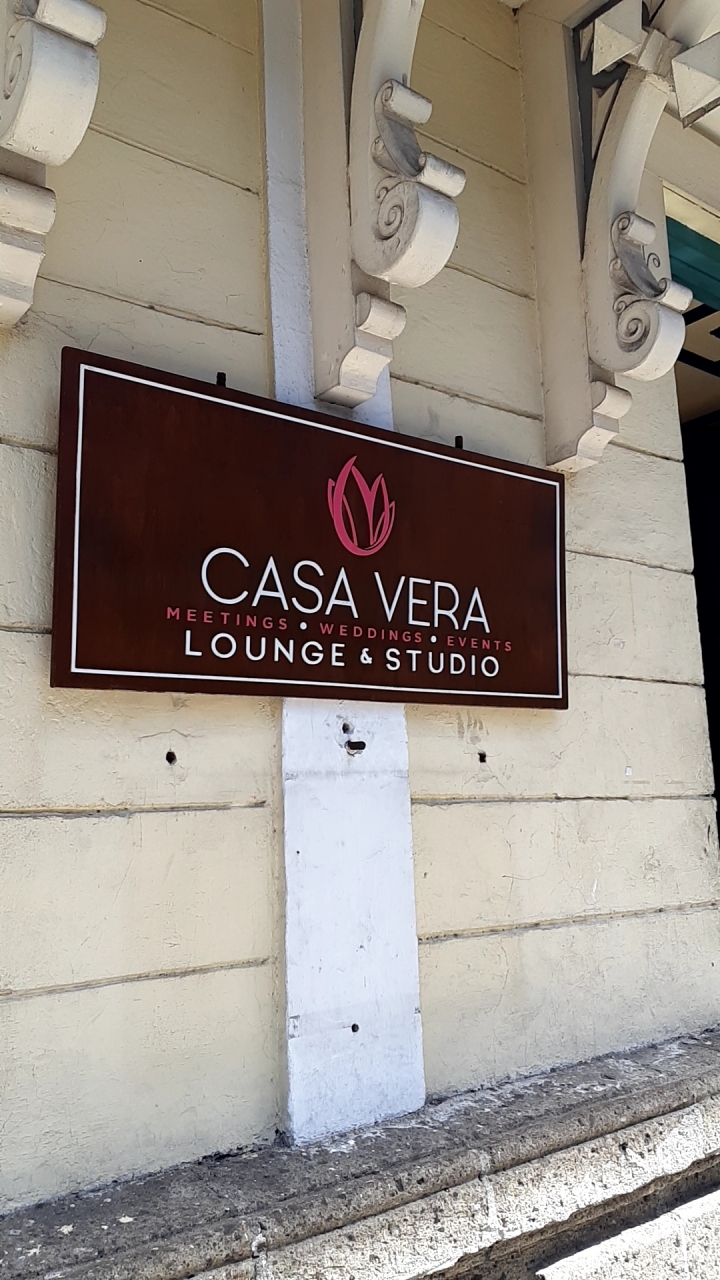 CASA VERA
MEETINGS • WEDDINGS • EVENTS
LOUNGE & STUDIO